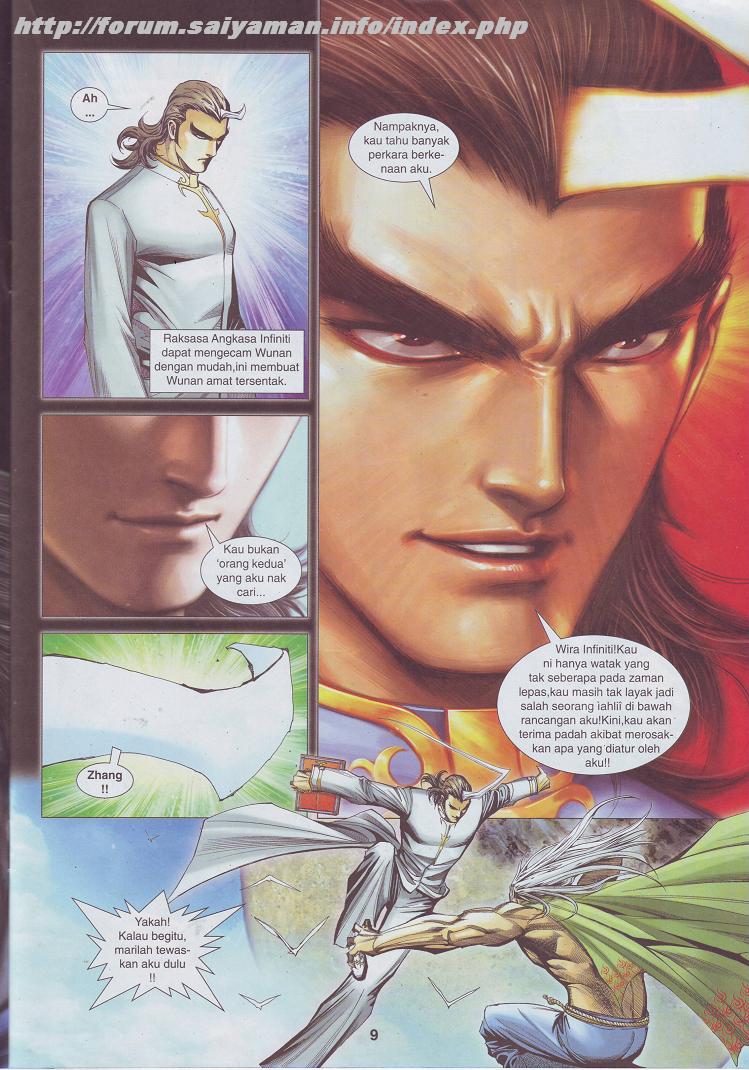 http://forum.saiyaman.info/index.php
Ah
...
Raksasa Angkasa Infiniti
dapat mengecam Wunan
dengan mudah,ini membuat
Wunan amat tersentak.
Nampaknya,
kau tahu banyak
perkara berke-
naan aku.
Kau bukan
'orang kedua'
yang aku nak
cari...
Wira Infiniti!Kau
ni hanya watak yang
tak seberapa pada zaman
lepas,kau masih tak layak jadi
salah seorang ìahliî di bawah
rancangan aku!Kini,kau akan
terima padah akibat merosak-
kan apa yang diatur oleh
aku!!
Zhang
!!
Yakah!
Kalau begitu,
marilah tewas-
kan aku dulu
!!
9